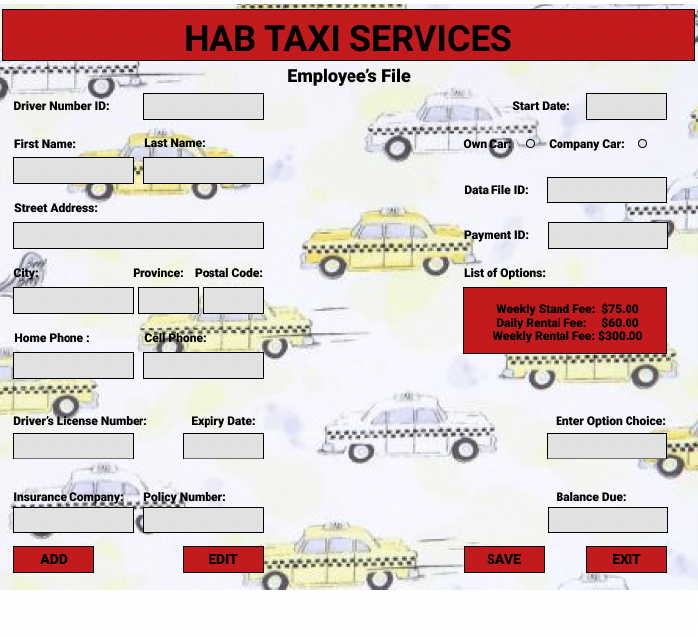 HAB TAXI SERVICES
Employee's File
Driver Number ID:
Start Date:
First Name: Last Name:
Own Car: Company Car:
Data File ID:
Street Address:
Payment ID:
City: Province: Postal Code:
List of Options:
Weekly Stand Fee: $75.00
Daily Rental Fee: $60.00
Weekly Rental Fee: $300.00
Home Phone : Cell Phone:
Driver's License Number: Expiry Date:
Enter Option Choice:
Insurance Company: Policy Number:
Balance Due:
ADD EDIT SAVE EXIT